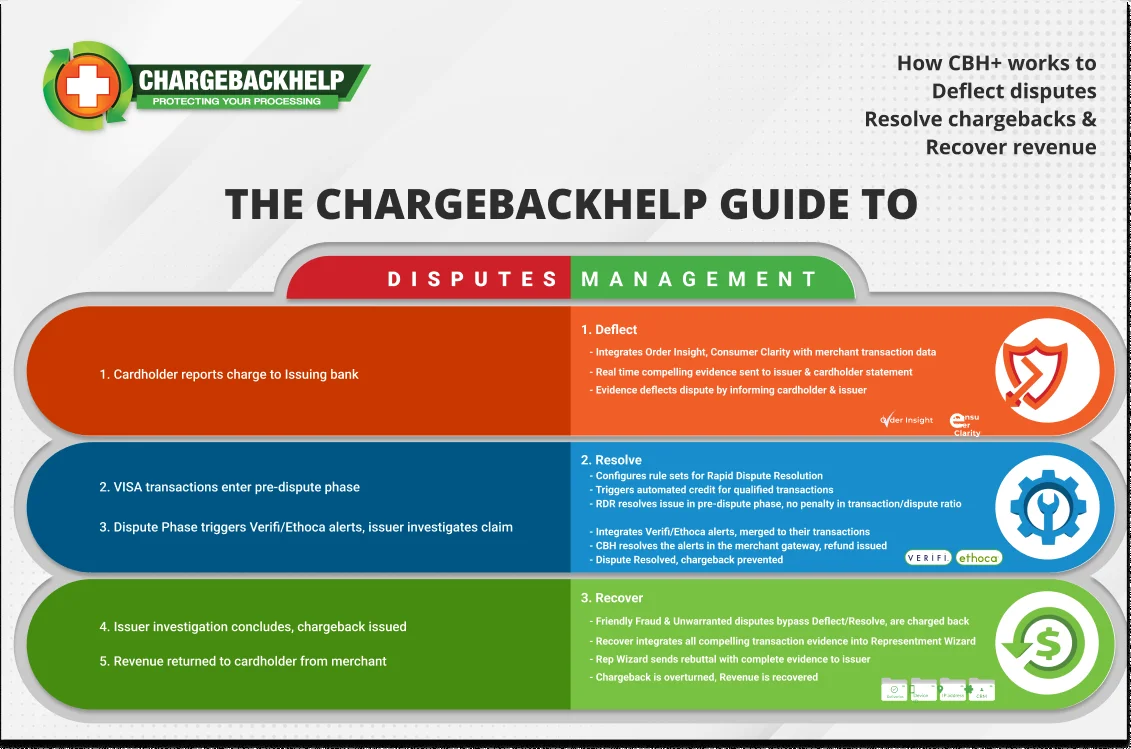 CHARGEBACKHELP
PROTECTING YOUR PROCESSING
How CBH+ works to
Deflect disputes
Resolve chargebacks &
Recover revenue
THE CHARGEBACKHELP GUIDE TO
DISPUTES MANAGEMENT
1. Cardholder reports charge to Issuing bank
1. Deflect
- Integrates Order Insight, Consumer Clarity with merchant transaction data
- Real time compelling evidence sent to issuer & cardholder statement
- Evidence deflects dispute by informing cardholder & issuer
Order Insight
Consumer
Clarity
2. VISA transactions enter pre-dispute phase
3. Dispute Phase triggers Verifi/Ethoca alerts, issuer investigates claim
2. Resolve
- Configures rule sets for Rapid Dispute Resolution
- Triggers automated credit for qualified transactions
- RDR resolves issue in pre-dispute phase, no penalty in transaction/dispute ratio
- Integrates Verifi/Ethoca alerts, merged to their transactions
- CBH resolves the alerts in the merchant gateway, refund issued
- Dispute Resolved, chargeback prevented
VERIFI
ethoca
4. Issuer investigation concludes, chargeback issued
5. Revenue returned to cardholder from merchant
3. Recover
- Friendly Fraud & Unwarranted disputes bypass Deflect/Resolve, are charged back
- Recover integrates all compelling transaction evidence into Representment Wizard
- Rep Wizard sends rebuttal with complete evidence to issuer
- Chargeback is overturned, Revenue is recovered
Device
IP address
CRM